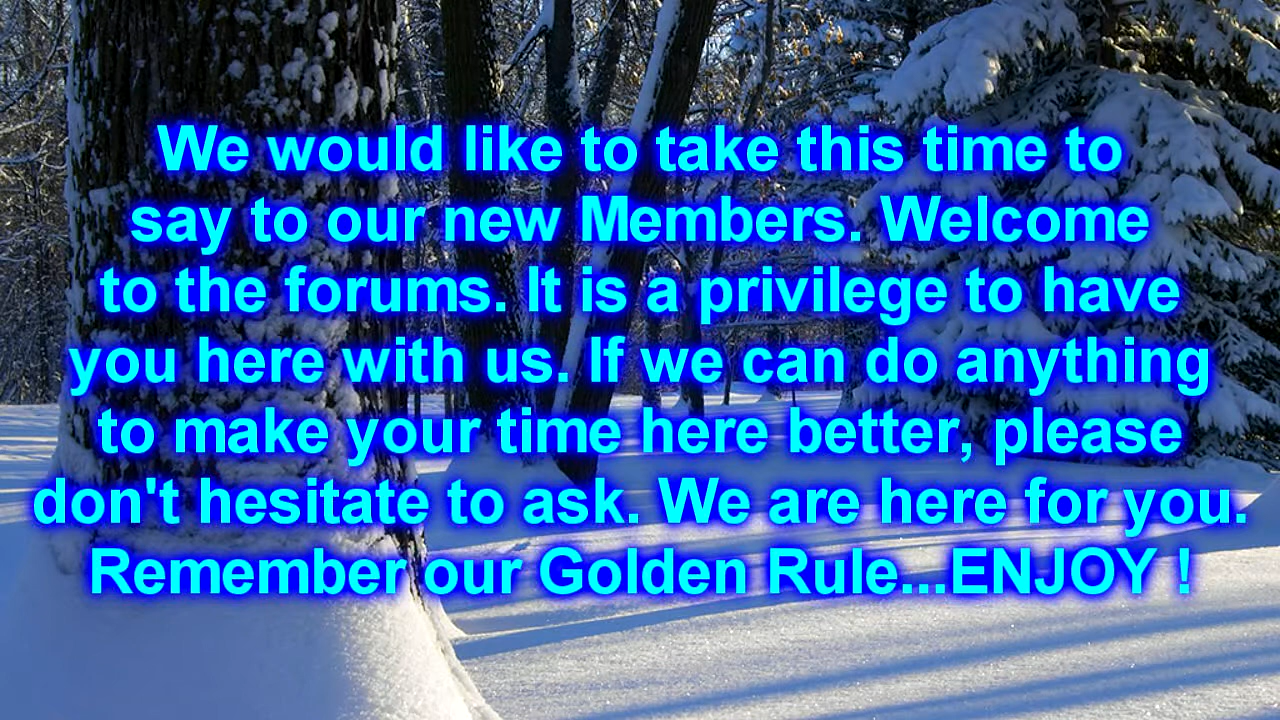 We would like to take this time to
say to our new Members. Welcome
to the forums. It is a privilege to have
you here with us. If we can do anything
to make your time here better, please
don't hesitate to ask. We are here for you.
Remember our Golden Rule...ENJOY !